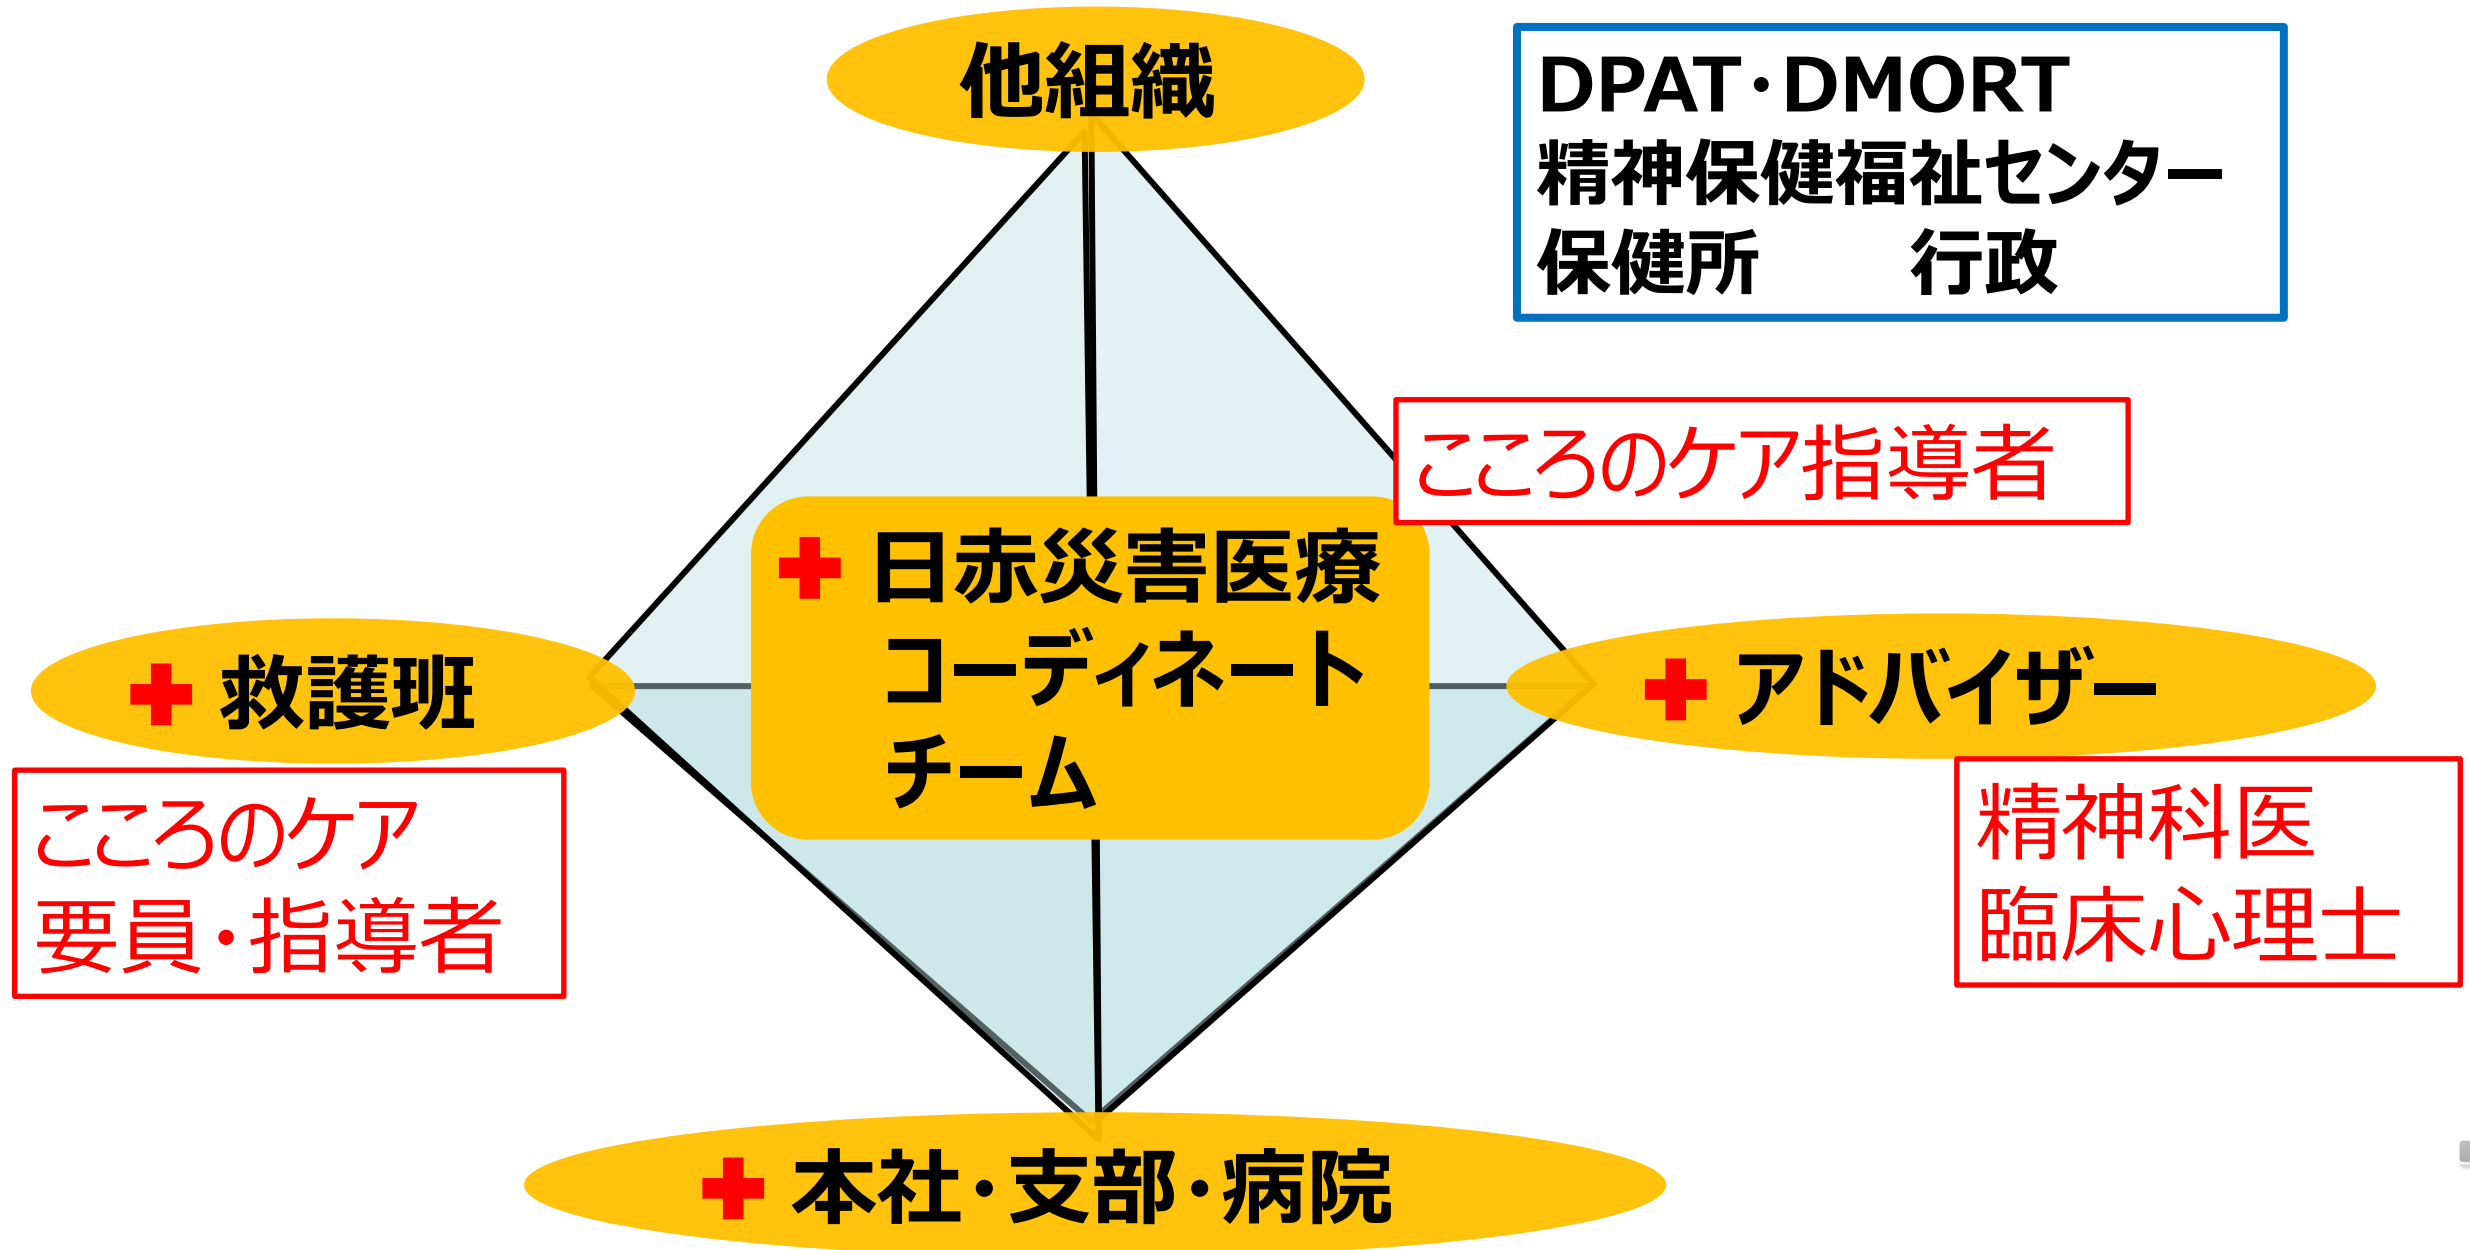 他組織
DPAT・DMORT
精神保健福祉センター
保健所　　行政
こころのケア指導者
日赤災害医療
コーディネート
チーム
救護班
アドバイザー
こころのケア
要員・指導者
精神科医
臨床心理士
本社・支部・病院